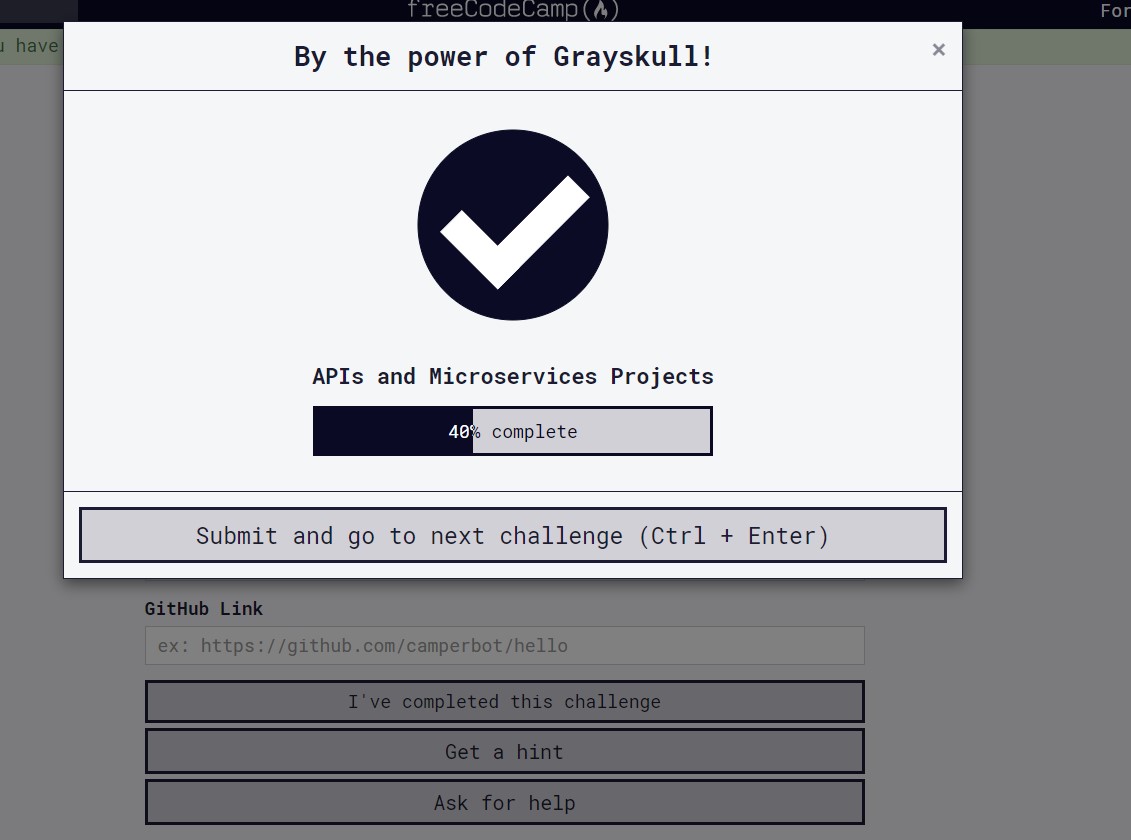 freeCodeCamp(
For
u have
By the power of Grayskull!
×
APIs and Microservices Projects
40% complete
Submit and go to next challenge (Ctrl + Enter)
GitHub Link
ex: https://github.com/camperbot/hello
I've completed this challenge
Get a hint
Ask for help